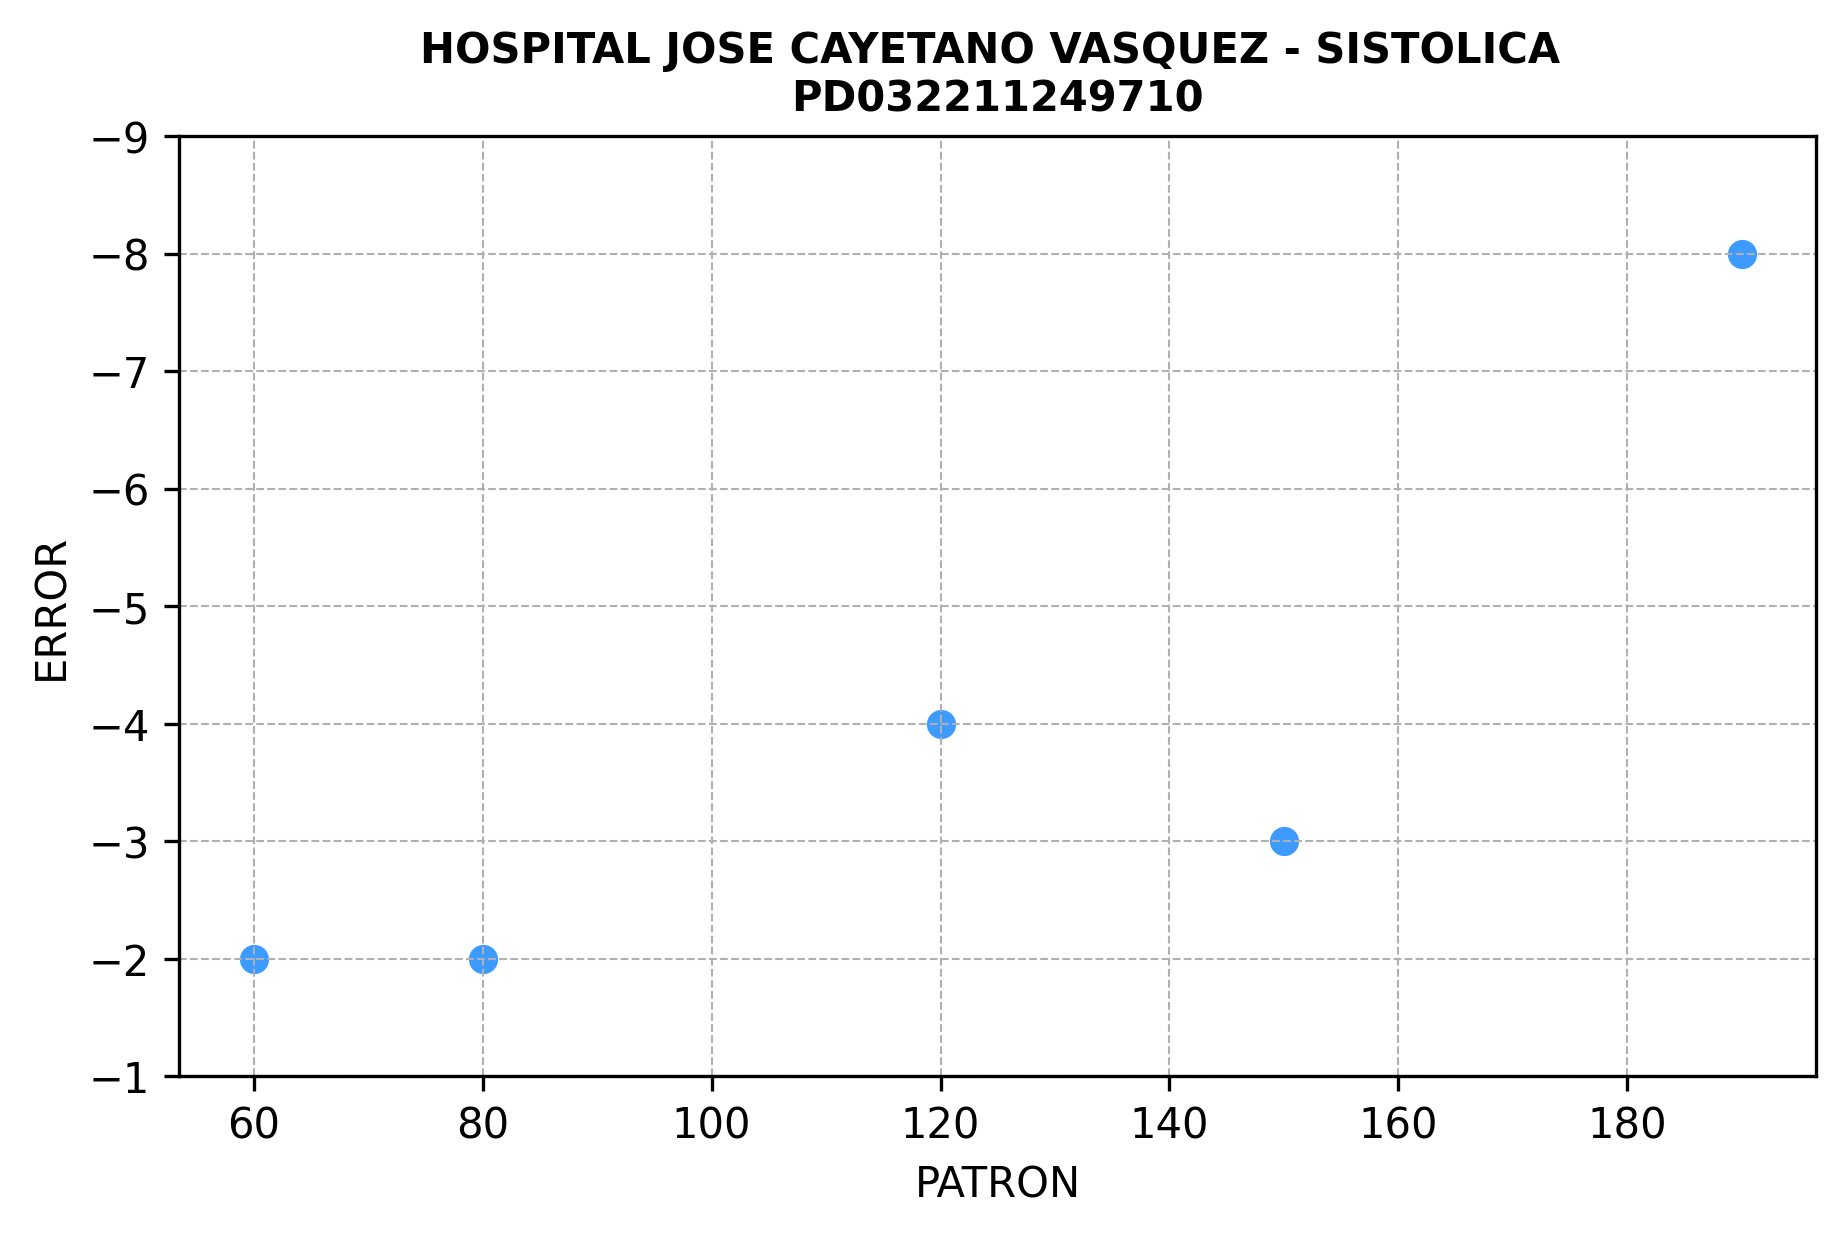 HOSPITAL JOSE CAYETANO VASQUEZ - SISTOLICA
PD032211249710
−9
−8
−7
−6
−5
−4
−3
−2
−1
ERROR
60 80 100 120 140 160 180
PATRON